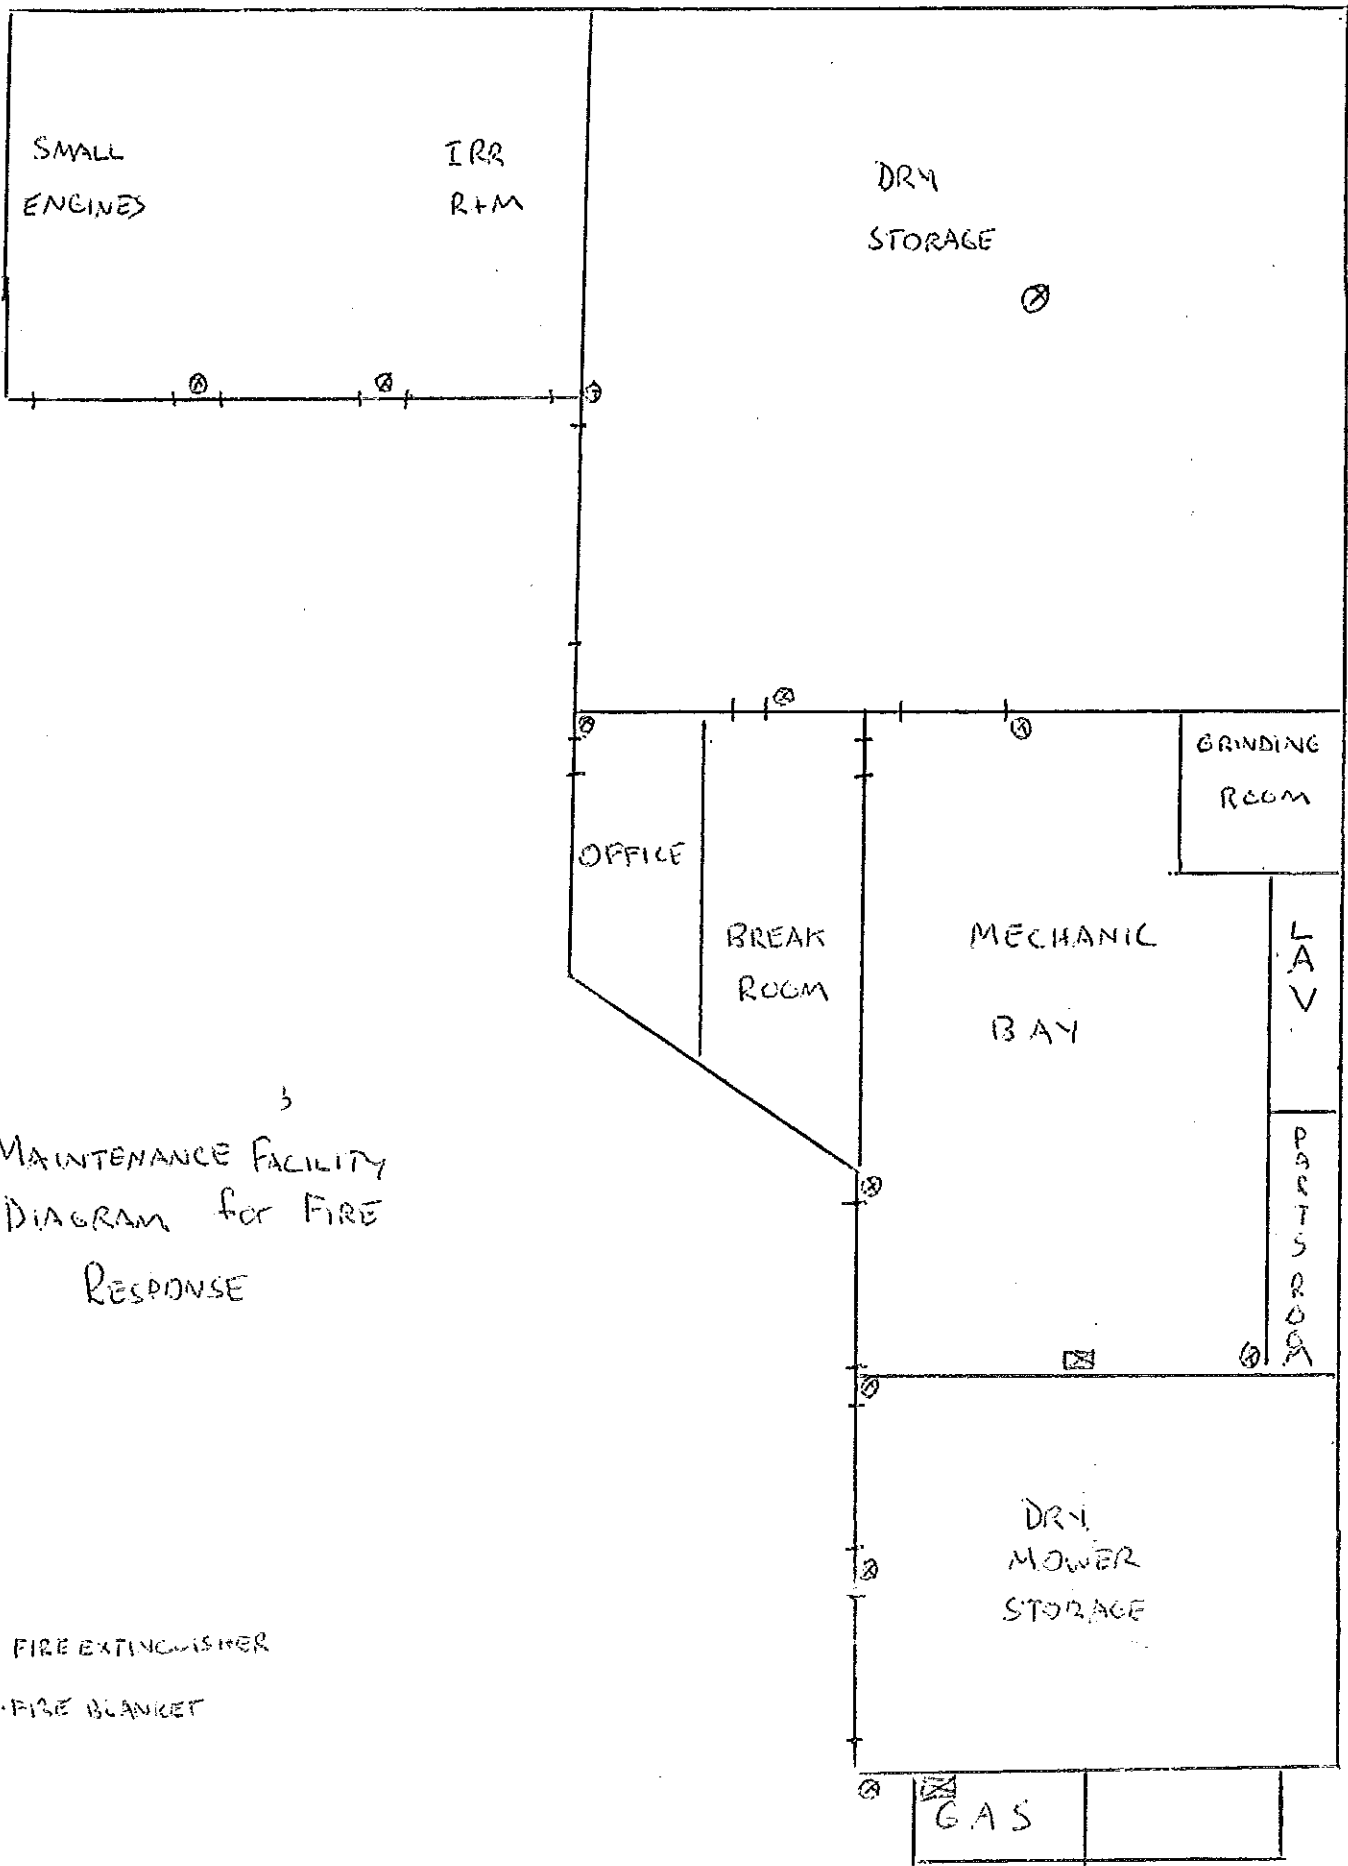 SMALL
ENGINES
IRR
R+M
DRY
STORAGE
GRINDING
ROOM
OFFICE
BREAK
ROOM
MECHANIC
BAY
LAV
PARTS ROOM
MAINTENANCE FACILITY
DIAGRAM for FIRE
RESPONSE
DRY
MOWER
STORAGE
FIRE EXTINGUISHER
FIRE BLANKET
GAS